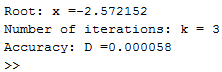 Root: x =-2.572152
Number of iterations: k = 3
Accuracy: D =0.000058
>>